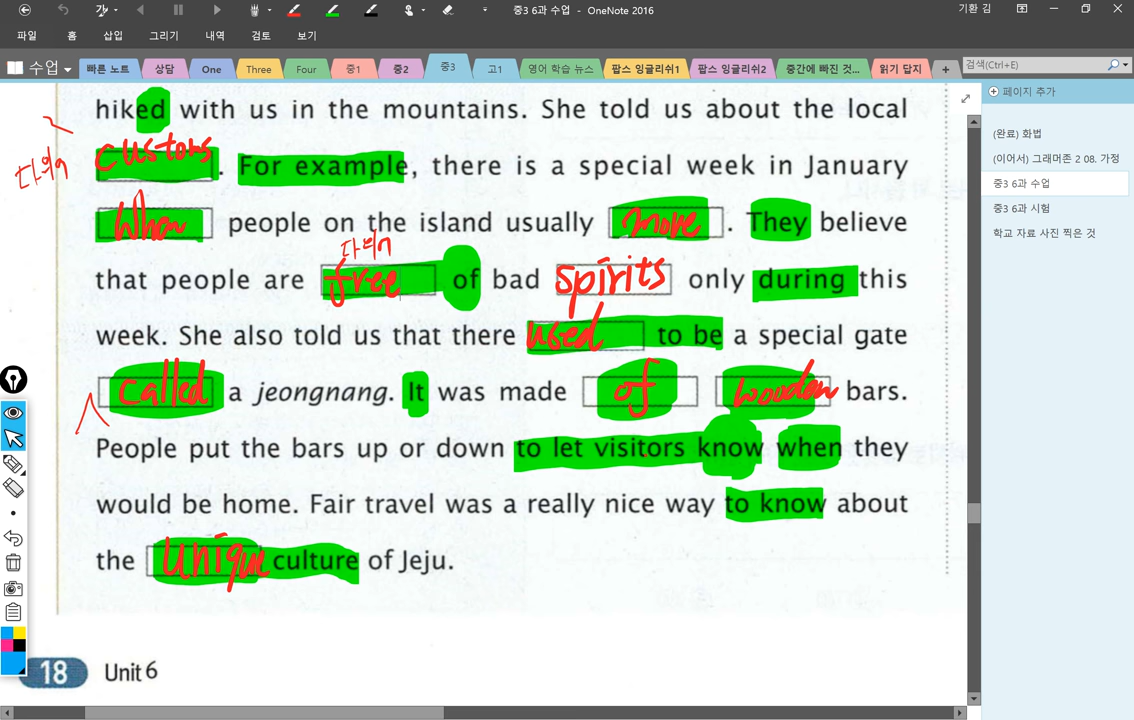 중3 6과 수업 - OneNote 2016
기환 김
파일 홈 삽입 그리기 내역 검토 보기
수업 빠른 노트 상담 One Three Four 중1 중2 중3 고1 영어 학습 뉴스 팝스 잉글리쉬1 팝스 잉글리쉬2 중간에 빠진 것... 읽기 답지 + 검색(Ctrl+E)
페이지 추가
(완료) 화법
(이어서) 그래머존 2 08. 가정
중3 6과 수업
중3 6과 시험
학교 자료 사진 찍은 것
hiked with us in the mountains. She told us about the local
다의어
customs. For example, there is a special week in January
when people on the island usually move. They believe
다의어
that people are free of bad spirits only during this
week. She also told us that there used to be a special gate
called a jeongnang. It was made of wooden bars.
People put the bars up or down to let visitors know when they
would be home. Fair travel was a really nice way to know about
the unique culture of Jeju.
18 Unit 6